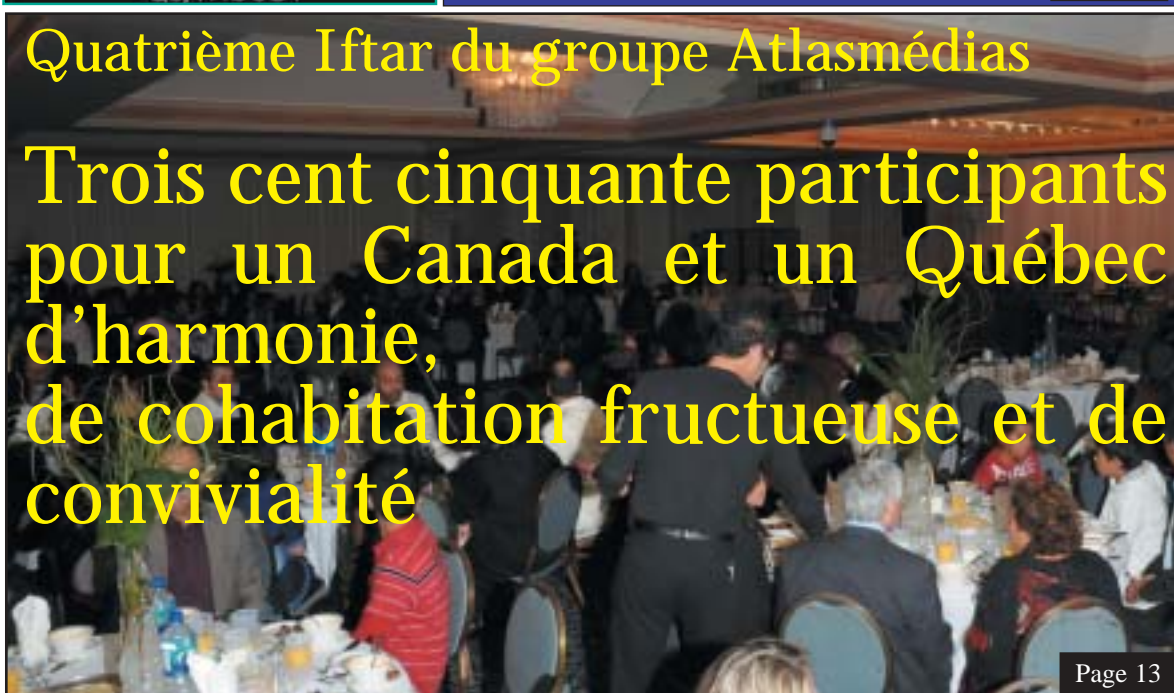 Quatrième Iftar du groupe Atlasmédias
Trois cent cinquante participants
pour un Canada et un Québec
d'harmonie,
de cohabitation fructueuse et de
convivialité
Page 13